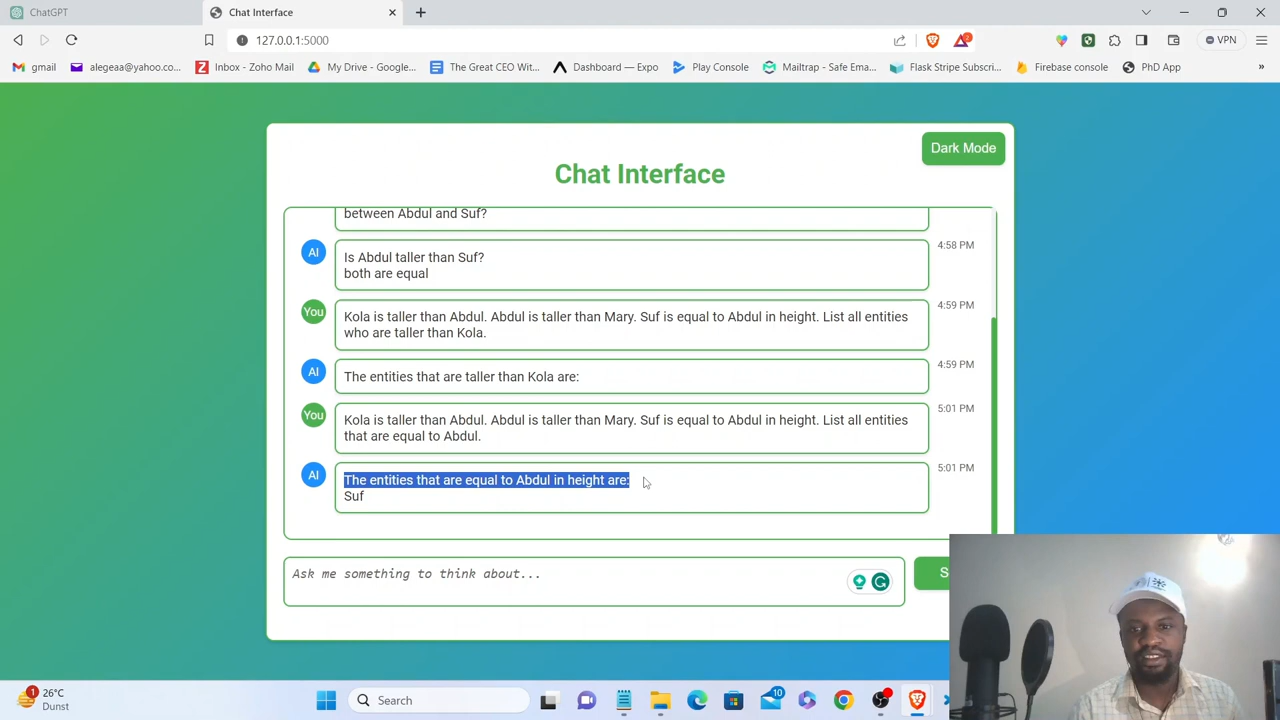 ChatGPT
Chat Interface
127.0.0.1:5000
2
VPN
gmail
alegeaa@yahoo.co...
Inbox - Zoho Mail
My Drive - Google...
The Great CEO Wit...
Dashboard — Expo
Play Console
Mailtrap - Safe Ema...
Flask Stripe Subscri...
Firebase console
PhD App
»
Dark Mode
Chat Interface
between Abdul and Suf?
AI
Is Abdul taller than Suf?
both are equal
4:58 PM
You
Kola is taller than Abdul. Abdul is taller than Mary. Suf is equal to Abdul in height. List all entities
who are taller than Kola.
4:59 PM
AI
The entities that are taller than Kola are:
4:59 PM
You
Kola is taller than Abdul. Abdul is taller than Mary. Suf is equal to Abdul in height. List all entities
that are equal to Abdul.
5:01 PM
AI
The entities that are equal to Abdul in height are:
Suf
5:01 PM
Ask me something to think about...
S
1
26°C
Dunst
Search
10